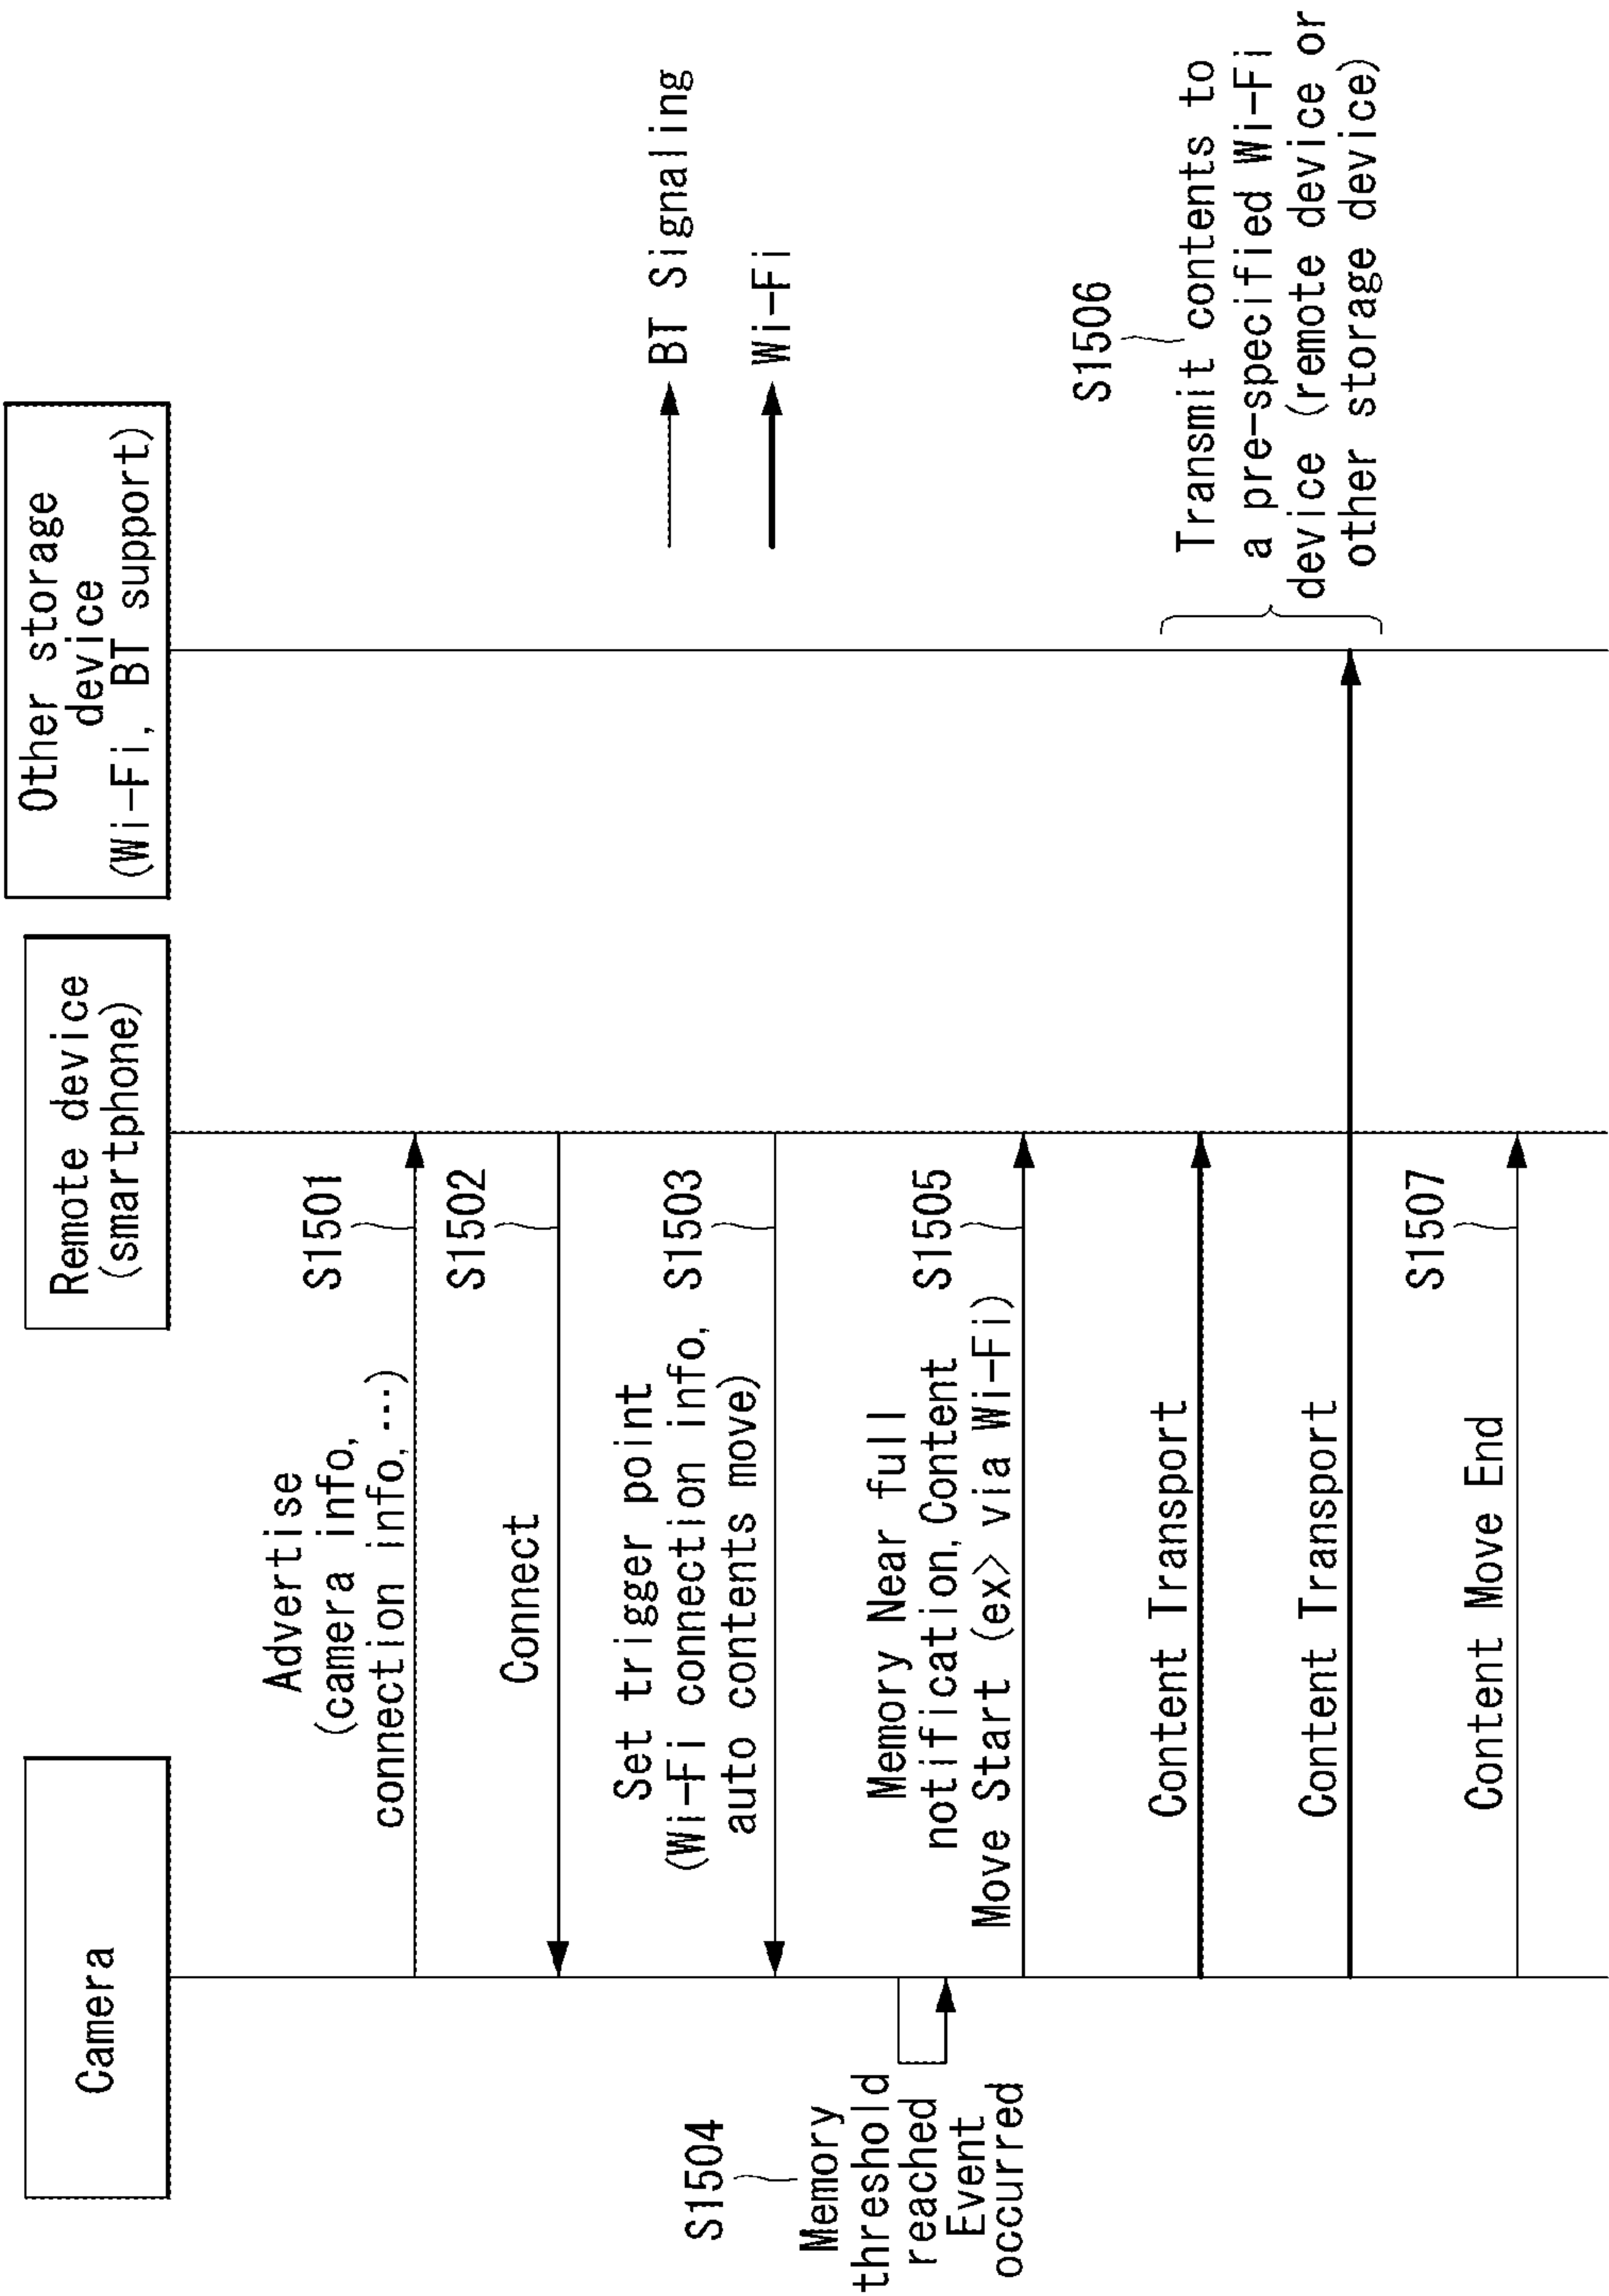 Camera
Remote device
(smartphone)
Other storage
device
(Wi-Fi, BT support)
Advertise
(camera info,
connection info,···)
S1501
Connect
S1502
BT Signaling
Wi-Fi
Set trigger point
(Wi-Fi connection info,
auto contents move)
S1503
S1504
Memory
threshold
reached
Event
occurred
Memory Near full
notification, Content
Move Start (ex> via Wi-Fi)
S1505
Content Transport
Content Transport
S1506
Transmit contents to
a pre-specified Wi-Fi
device (remote device or
other storage device)
Content Move End
S1507